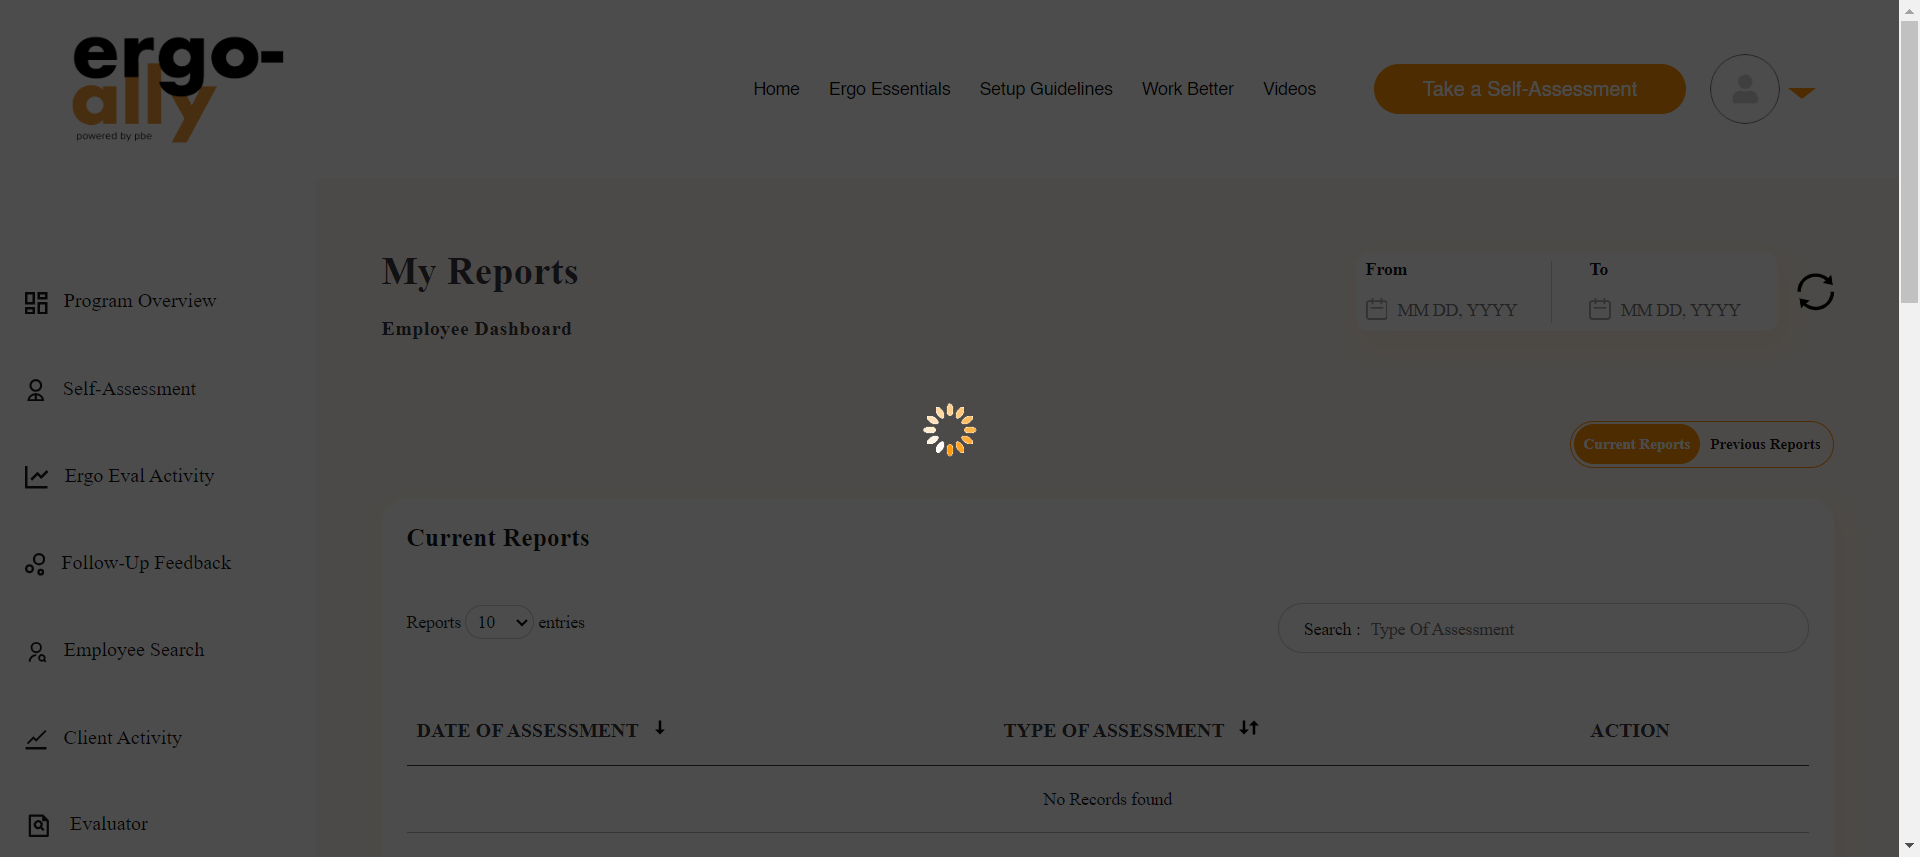 ergo-
ally
powered by pbe
Home Ergo Essentials Setup Guidelines Work Better Videos Take a Self-Assessment
Program Overview
Self-Assessment
Ergo Eval Activity
Follow-Up Feedback
Employee Search
Client Activity
Evaluator
My Reports
Employee Dashboard
From To
MM DD, YYYY MM DD, YYYY
Current Reports Previous Reports
Current Reports
Reports 10 entries Search : Type Of Assessment
DATE OF ASSESSMENT TYPE OF ASSESSMENT ACTION
No Records found